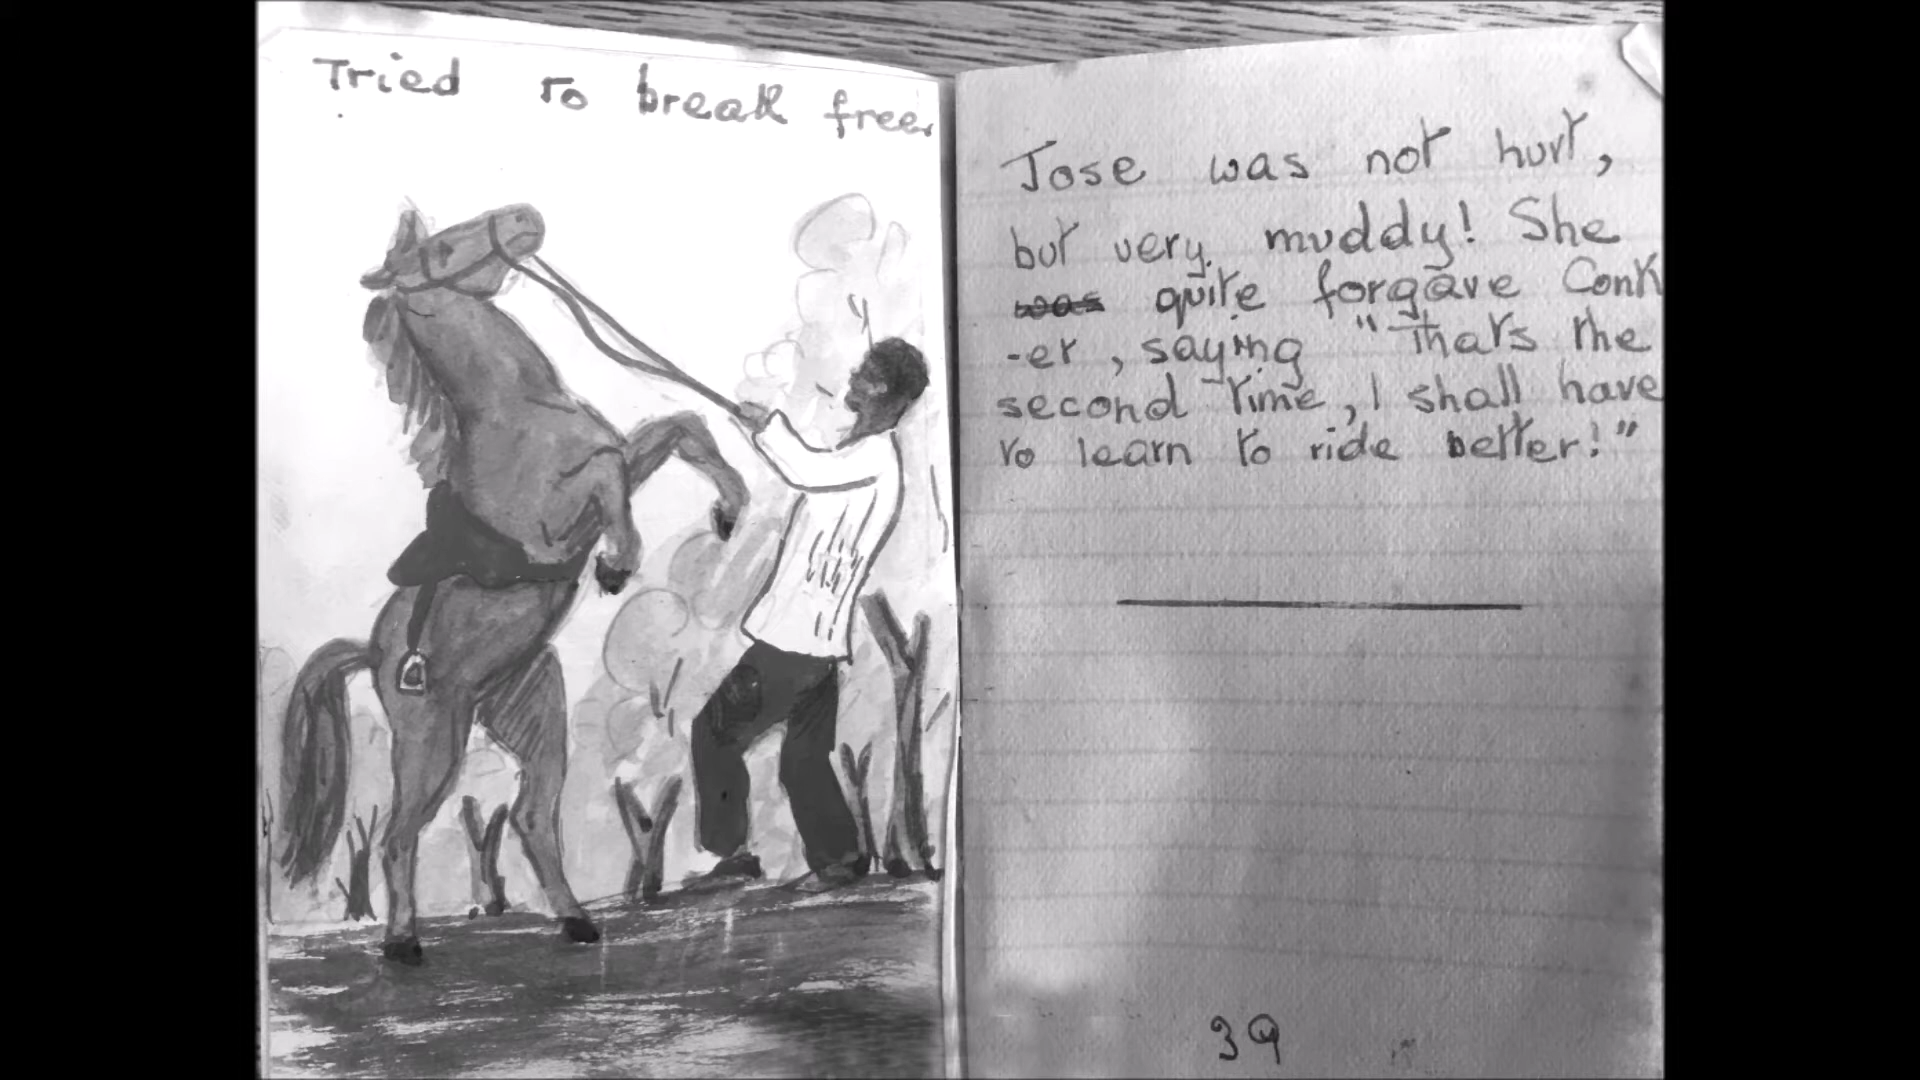 Tried to break free.
Jose was not hurt,
but very muddy! She
was quite forgave Conk
-er, saying "Thats the
second time, I shall have
to learn to ride better!"
39